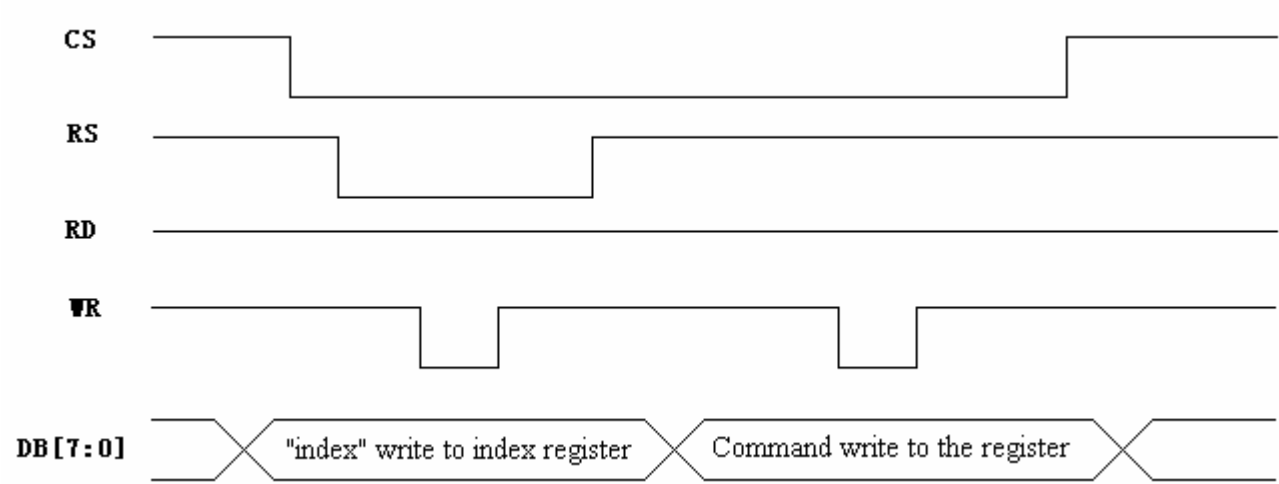 CS
RS
RD
WR
DB[7:0]
"index" write to index register
Command write to the register